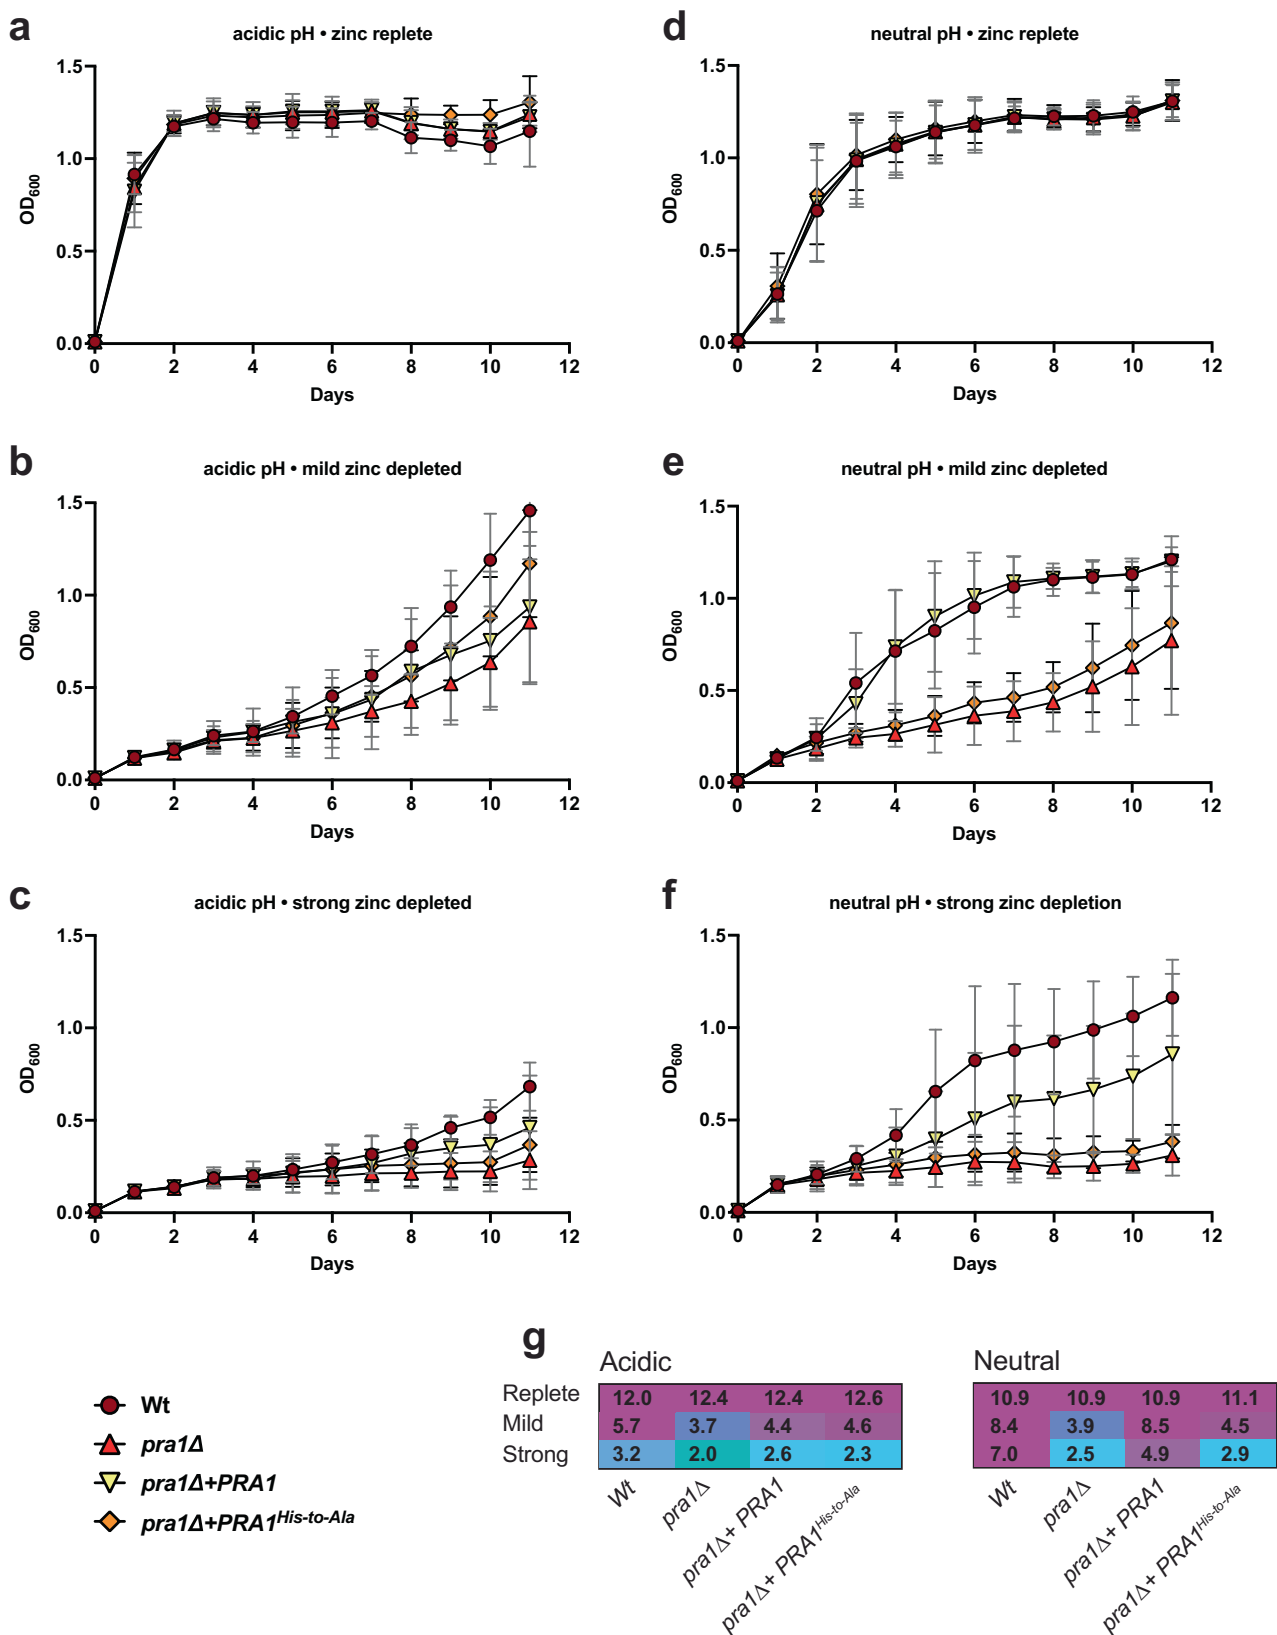 a
acidic pH • zinc replete
1.5
1.0
0.5
0.0
OD600
0 2 4 6 8 10 12
Days
d
neutral pH • zinc replete
1.5
1.0
0.5
0.0
OD600
0 2 4 6 8 10 12
Days
b
acidic pH • mild zinc depleted
1.5
1.0
0.5
0.0
OD600
0 2 4 6 8 10 12
Days
e
neutral pH • mild zinc depleted
1.5
1.0
0.5
0.0
OD600
0 2 4 6 8 10 12
Days
c
acidic pH • strong zinc depleted
1.5
1.0
0.5
0.0
OD600
0 2 4 6 8 10 12
Days
f
neutral pH • strong zinc depletion
1.5
1.0
0.5
0.0
OD600
0 2 4 6 8 10 12
Days
Wt
pra1Δ
pra1Δ+PRA1
pra1Δ+PRA1His-to-Ala
g
Acidic
Replete 12.0 12.4 12.4 12.6
Mild 5.7 3.7 4.4 4.6
Strong 3.2 2.0 2.6 2.3
Wt
pra1Δ
pra1Δ+ PRA1
pra1Δ+ PRA1His-to-Ala
Neutral
10.9 10.9 10.9 11.1
8.4 3.9 8.5 4.5
7.0 2.5 4.9 2.9
Wt
pra1Δ
pra1Δ+ PRA1
pra1Δ+ PRA1His-to-Ala